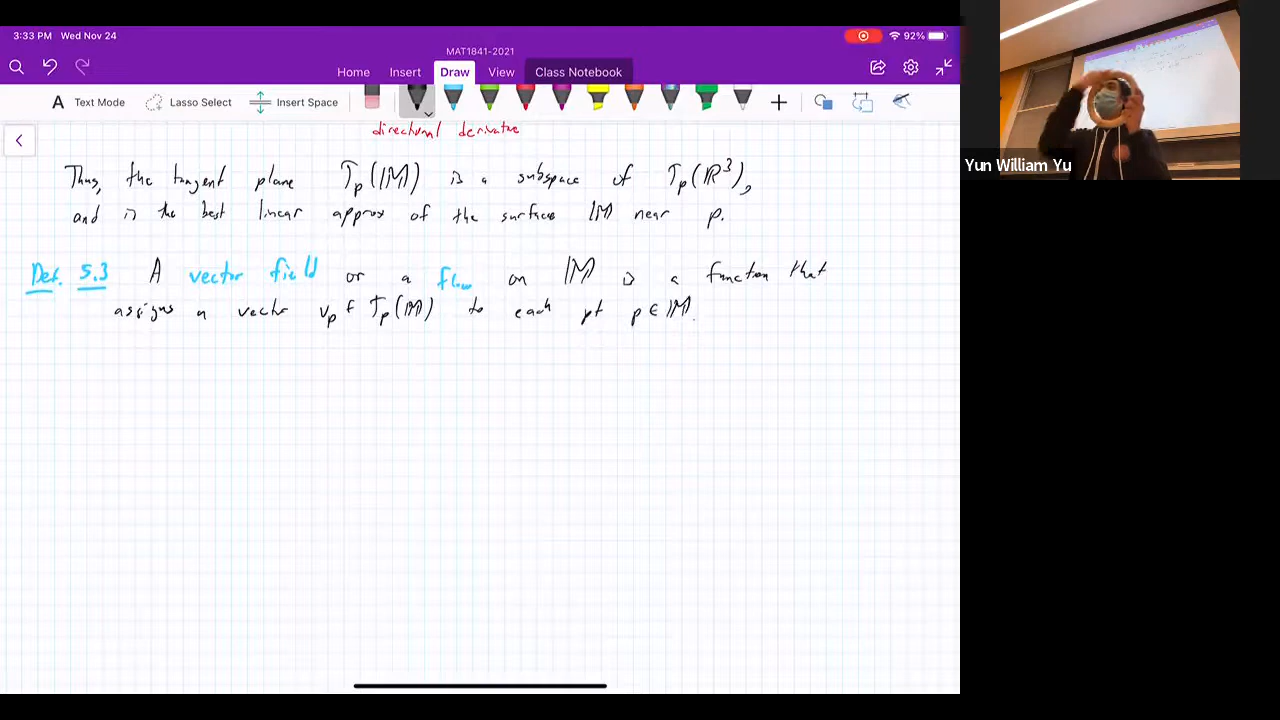 3:33 PM Wed Nov 24
92%
MAT1841-2021
Home Insert Draw View Class Notebook
A Text Mode Lasso Select Insert Space
directional derivative
Thus, the tangent plane Tp(𝕄) is a subspace of Tp(ℝ³),
and is the best linear approx of the surface 𝕄 near p.
Def. 5.3 A vector field or a flow on 𝕄 is a function that
assigns a vector vp ∈ Tp(𝕄) to each pt p ∈ 𝕄.
Yun William Yu